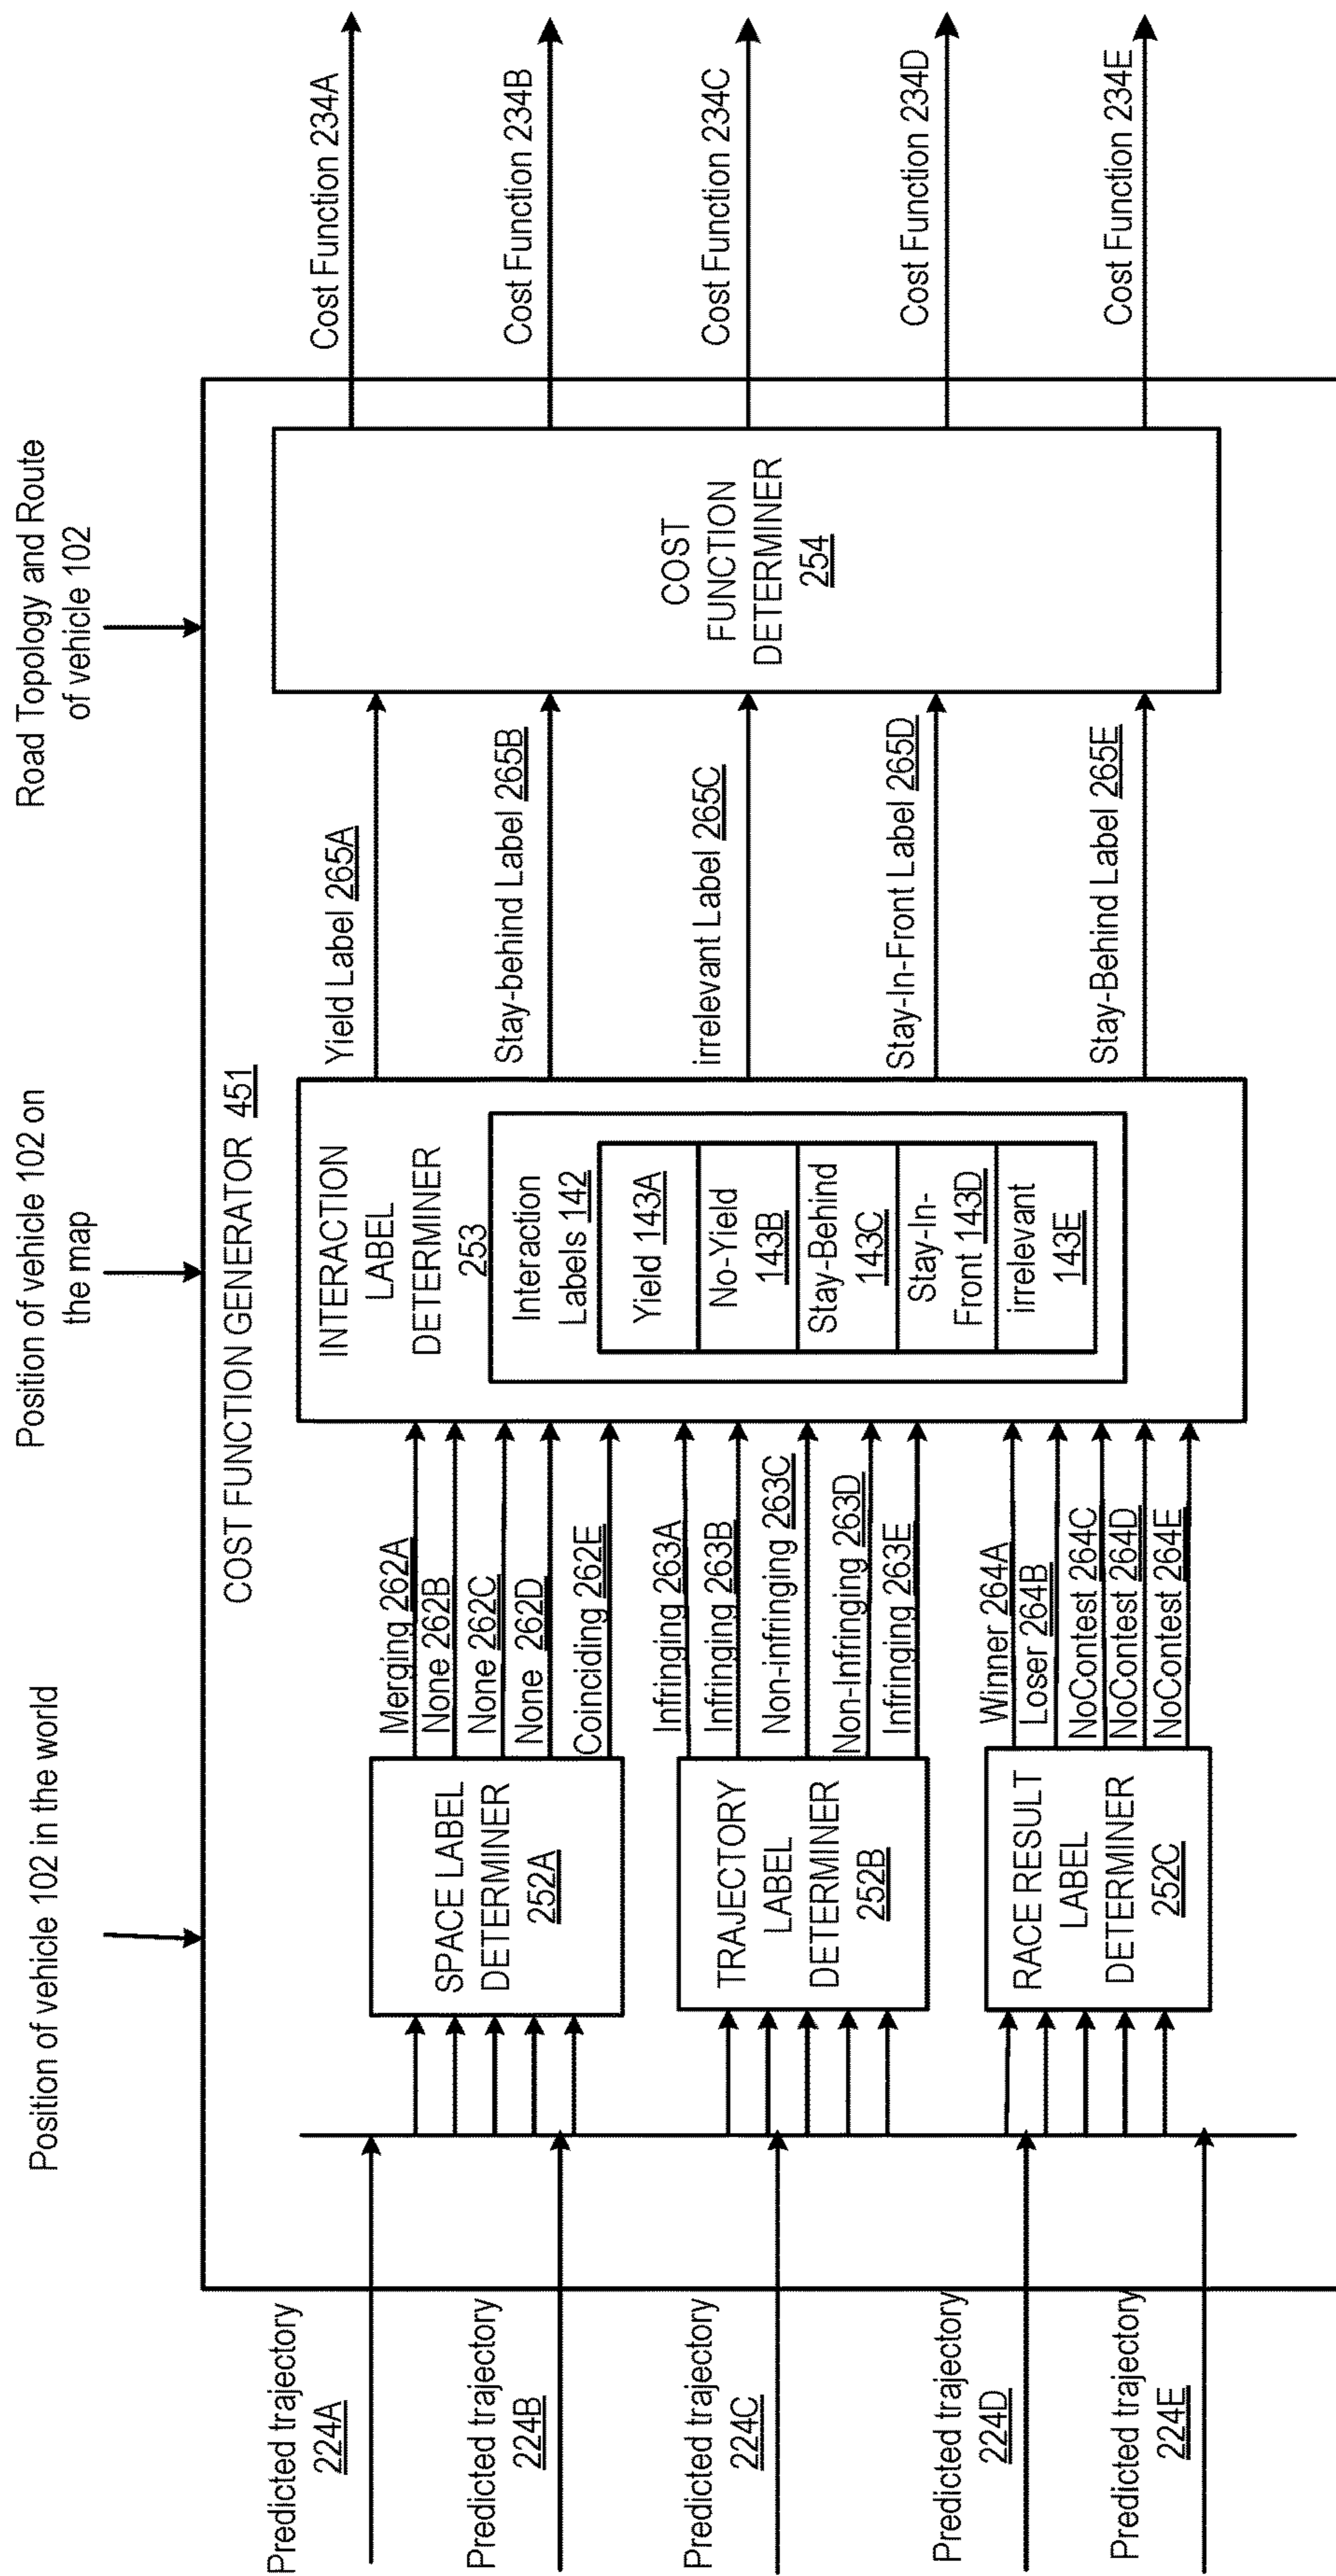 Position of vehicle 102 in the world
Position of vehicle 102 on
the map
Road Topology and Route
of vehicle 102
COST FUNCTION GENERATOR 451
Predicted trajectory
224A
Predicted trajectory
224B
Predicted trajectory
224C
Predicted trajectory
224D
Predicted trajectory
224E
SPACE LABEL
DETERMINER
252A
TRAJECTORY
LABEL
DETERMINER
252B
RACE RESULT
LABEL
DETERMINER
252C
Merging 262A
None 262B
None 262C
None 262D
Coinciding 262E
Infringing 263A
Infringing 263B
Non-infringing 263C
Non-Infringing 263D
Infringing 263E
Winner 264A
Loser 264B
NoContest 264C
NoContest 264D
NoContest 264E
INTERACTION
LABEL
DETERMINER
253
Interaction
Labels 142
Yield 143A
No-Yield
143B
Stay-Behind
143C
Stay-In-
Front 143D
irrelevant
143E
Yield Label 265A
Stay-behind Label 265B
irrelevant Label 265C
Stay-In-Front Label 265D
Stay-Behind Label 265E
COST
FUNCTION
DETERMINER
254
Cost Function 234A
Cost Function 234B
Cost Function 234C
Cost Function 234D
Cost Function 234E